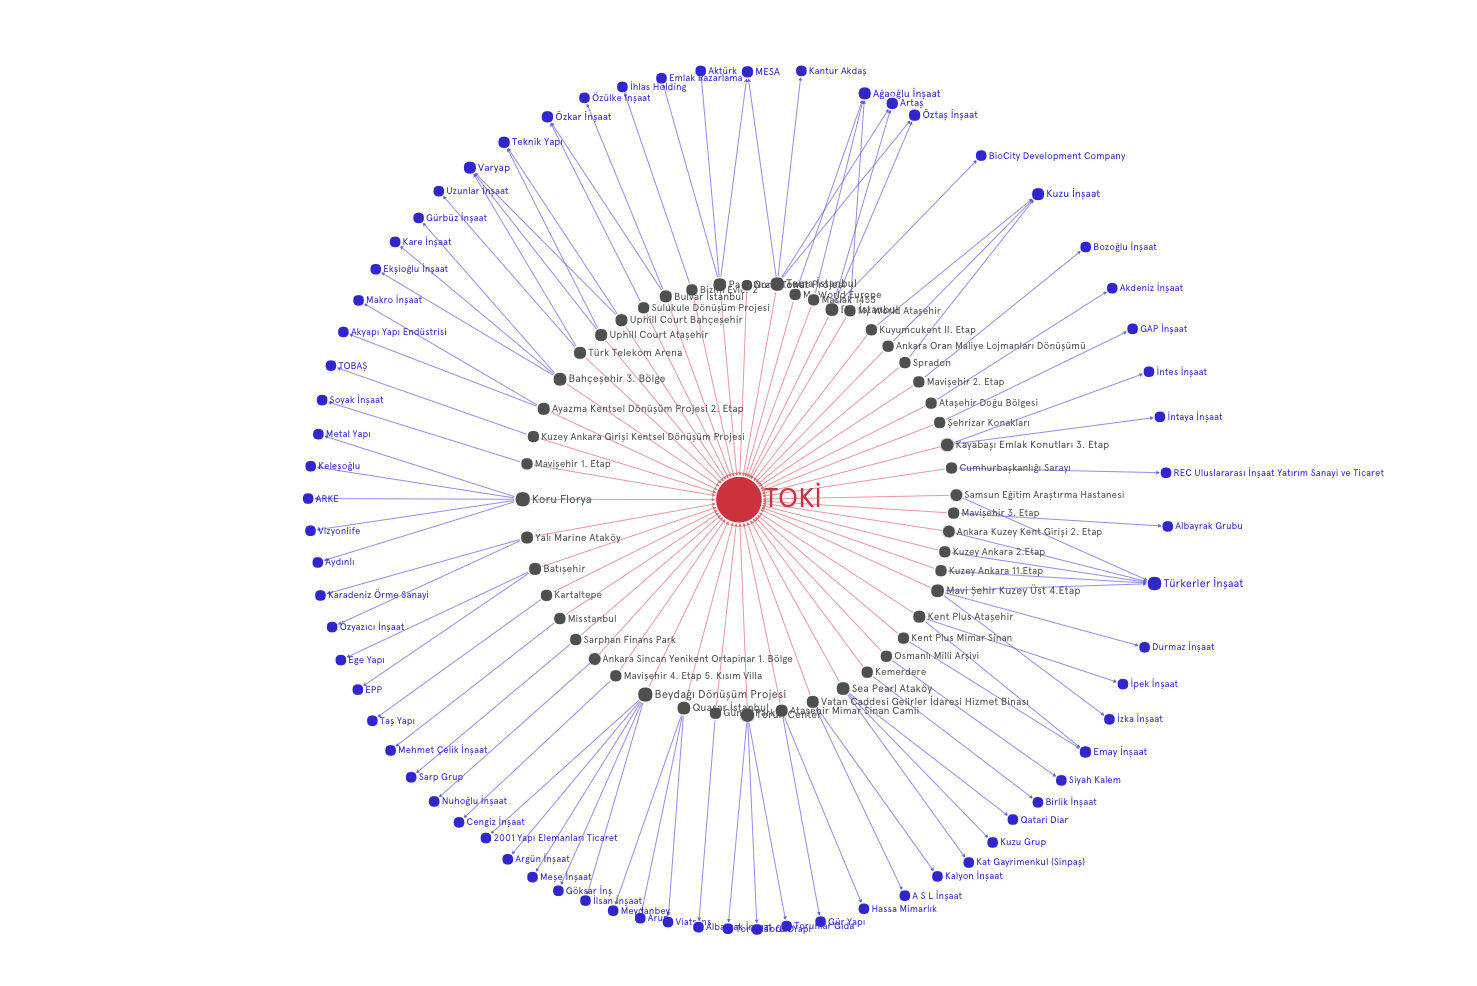 Aktürk
MESA
Kantur Akdaş
Emlak Pazarlama
İhlas Holding
Ağaoğlu İnşaat
Özülke İnşaat
Artaş
Özkar İnşaat
Öztaş İnşaat
Teknik Yapı
BioCity Development Company
Varyap
Uzunlar İnşaat
Kuzu İnşaat
Gürbüz İnşaat
Kare İnşaat
Bozoğlu İnşaat
Ekşioğlu İnşaat
Akdeniz İnşaat
Makro İnşaat
Bulvar İstanbul
My World Europe
Maslak 1455
Sulukule Dönüşüm Projesi
My World Ataşehir
Uphill Court Bahçeşehir
Kuyumcukent II. Etap
GAP İnşaat
Akyapı Yapı Endüstrisi
Uphill Court Ataşehir
Ankara Oran Maliye Lojmanları Dönüşümü
Türk Telekom Arena
Spradon
TOBAŞ
İntes İnşaat
Bahçeşehir 3. Bölge
Mavişehir 2. Etap
Soyak İnşaat
Ataşehir Doğu Bölgesi
Ayazma Kentsel Dönüşüm Projesi 2. Etap
İntaya İnşaat
Şehrizar Konakları
Metal Yapı
Kuzey Ankara Girişi Kentsel Dönüşüm Projesi
Kayabaşı Emlak Konutları 3. Etap
Mavişehir 1. Etap
Keleşoğlu
Cumhurbaşkanlığı Sarayı
REC Uluslararası İnşaat Yatırım Sanayi ve Ticaret
Samsun Eğitim Araştırma Hastanesi
ARKE
Koru Florya
TOKİ
Mavişehir 3. Etap
Albayrak Grubu
Vizyonlife
Ankara Kuzey Kent Girişi 2. Etap
Yalı Marine Ataköy
Kuzey Ankara 2.Etap
Aydınlı
Batışehir
Kuzey Ankara 11.Etap
Türkerler İnşaat
Mavi Şehir Kuzey Üst 4.Etap
Karadeniz Örme Sanayi
Kartaltepe
Kent Plus Ataşehir
Misstanbul
Özyazıcı İnşaat
Kent Plus Mimar Sinan
Sarphan Finans Park
Durmaz İnşaat
Osmanlı Milli Arşivi
Ege Yapı
Ankara Sincan Yenikent Ortapinar 1. Bölge
Kemerdere
Mavişehir 4. Etap 5. Kısım Villa
İpek İnşaat
EPP
Sea Pearl Ataköy
Beydağı Dönüşüm Projesi
Vatan Caddesi Gelirler İdaresi Hizmet Binası
Quasar İstanbul
Ataşehir Mimar Sinan Camii
Torun Center
Taş Yapı
İzka İnşaat
Mehmet Çelik İnşaat
Emay İnşaat
Sarp Grup
Siyah Kalem
Nuhoğlu İnşaat
Birlik İnşaat
Cengiz İnşaat
Qatari Diar
2001 Yapı Elemanları Ticaret
Kuzu Grup
Argün İnşaat
Kat Gayrimenkul (Sinpaş)
Meşe İnşaat
Kalyon İnşaat
Göksar İnş
A S L İnşaat
İlsan İnşaat
Meydanbey
Hassa Mimarlık
Viatrans
Gür Yapı
Torunlar Gıda